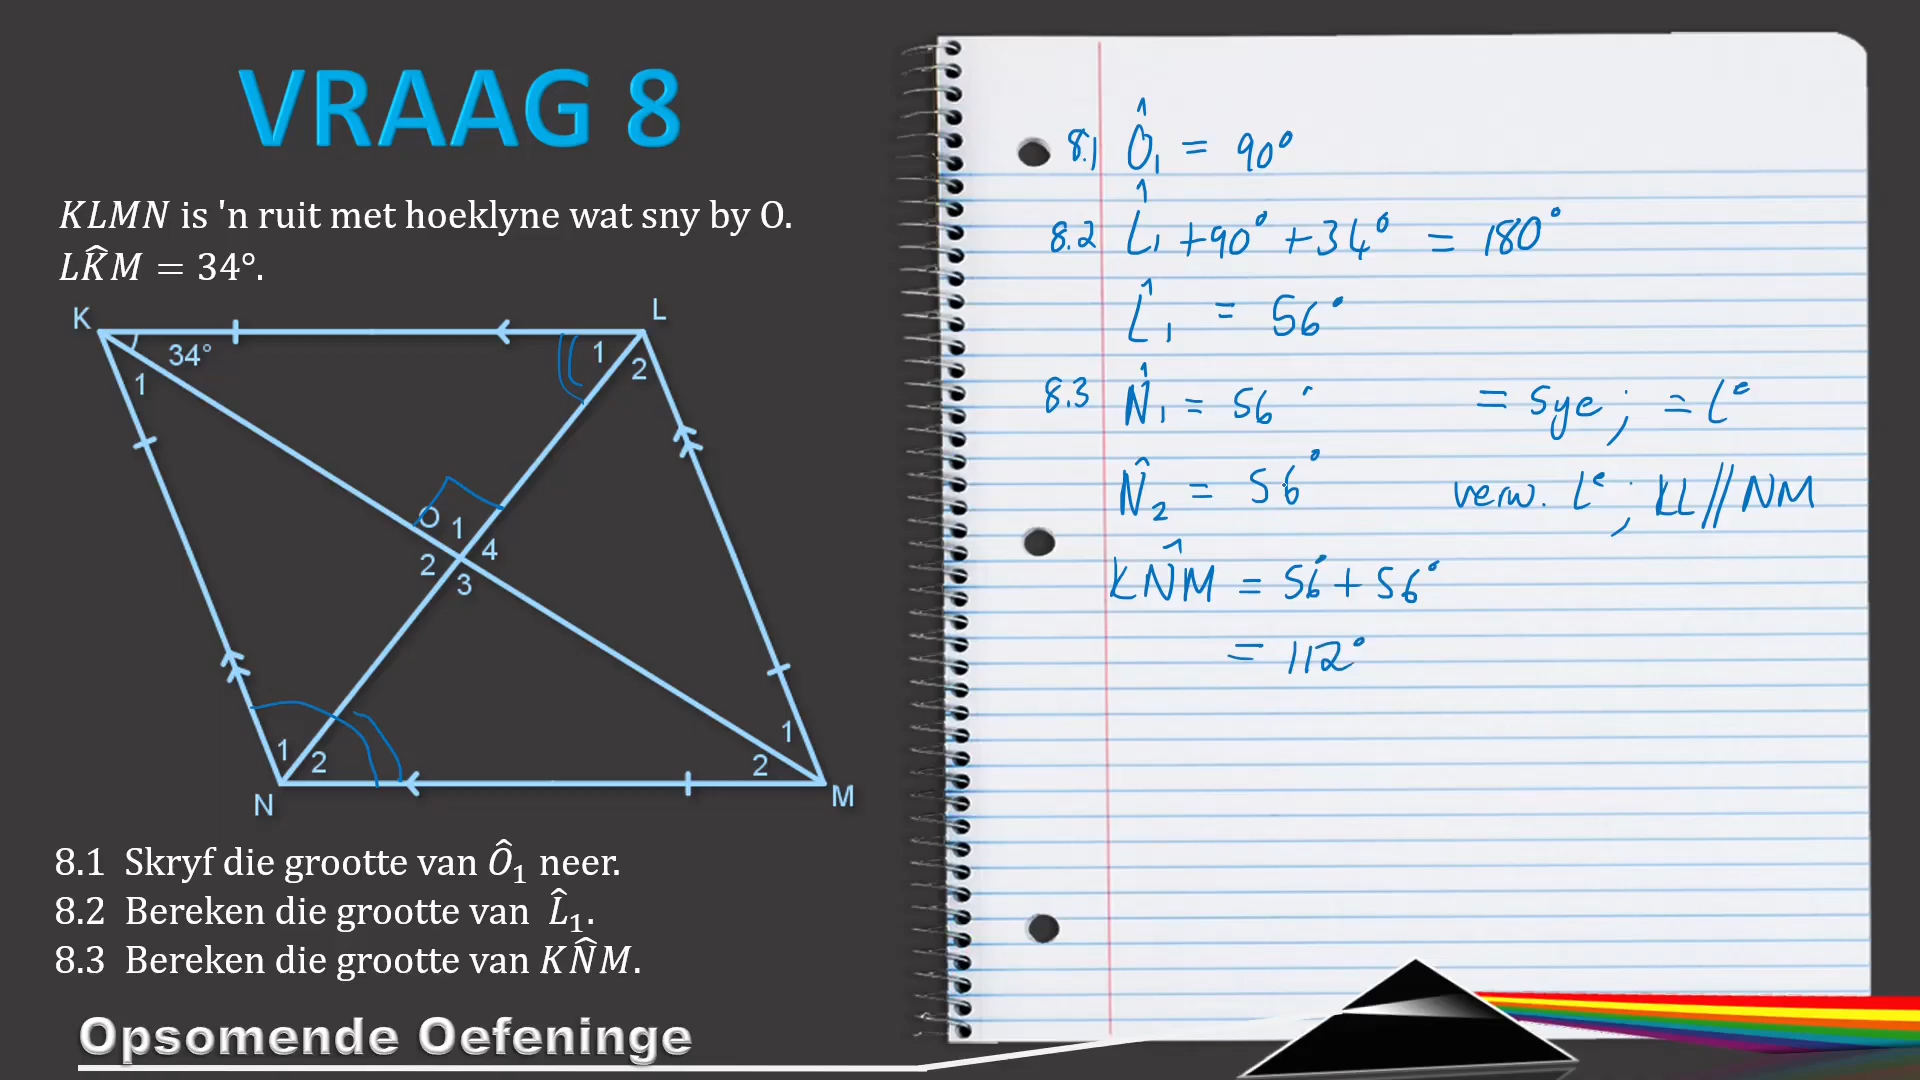 VRAAG 8
KLMN is 'n ruit met hoeklyne wat sny by O.
LK̂M = 34°.
K
L
34°
1
1
2
O
1
2
4
3
1
2
1
2
N
M
8.1 Skryf die grootte van Ô₁ neer.
8.2 Bereken die grootte van L̂₁.
8.3 Bereken die grootte van KN̂M.
Opsomende Oefeninge
8.1 Ô₁ = 90°
8.2 L̂₁ + 90° + 34° = 180°
L̂₁ = 56°
8.3 N̂₁ = 56° = sye ; = Lᵉ
N̂₂ = 56° verw. Lᵉ ; KL // NM
KN̂M = 56° + 56°
= 112°